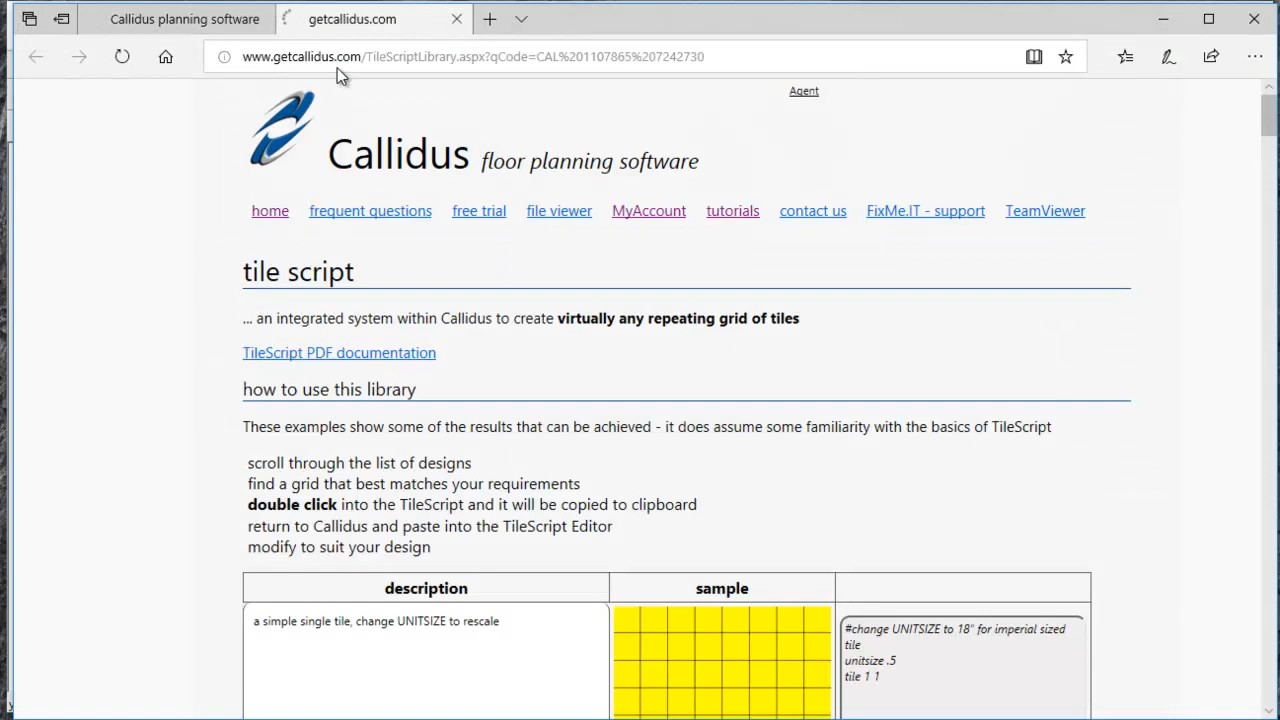 Callidus planning software
getcallidus.com
www.getcallidus.com/TileScriptLibrary.aspx?qCode=CAL%201107865%207242730
Agent
Callidus floor planning software
home frequent questions free trial file viewer MyAccount tutorials contact us FixMe.IT - support TeamViewer
tile script
... an integrated system within Callidus to create virtually any repeating grid of tiles
TileScript PDF documentation
how to use this library
These examples show some of the results that can be achieved - it does assume some familiarity with the basics of TileScript
scroll through the list of designs
find a grid that best matches your requirements
double click into the TileScript and it will be copied to clipboard
return to Callidus and paste into the TileScript Editor
modify to suit your design
description sample
a simple single tile, change UNITSIZE to rescale
#change UNITSIZE to 18" for imperial sized
tile
unitsize .5
tile 1 1